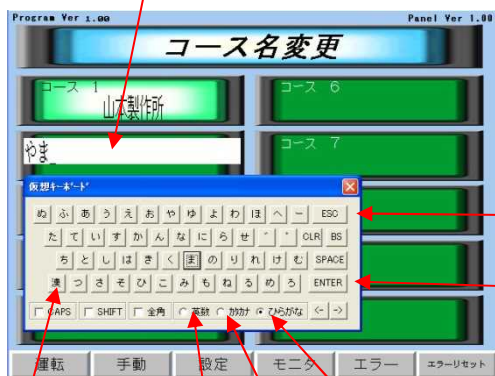 Program Ver 1.00
Panel Ver 1.00
コース名変更
コース 1
山本製作所
コース 6
やま_
コース 7
仮想キーボード
ぬ ふ あ う え お や ゆ よ わ ほ へ ー ESC
た て い す か ん な に ら せ ゛ ゜ CLR BS
ち と し は き く ま の り れ け む SPACE
漢 つ さ そ ひ こ み も ね る め ろ ENTER
CAPS SHIFT 全角 英数 カタカナ ひらがな <- ->
運転 手動 設定 モニタ エラー エラーリセット